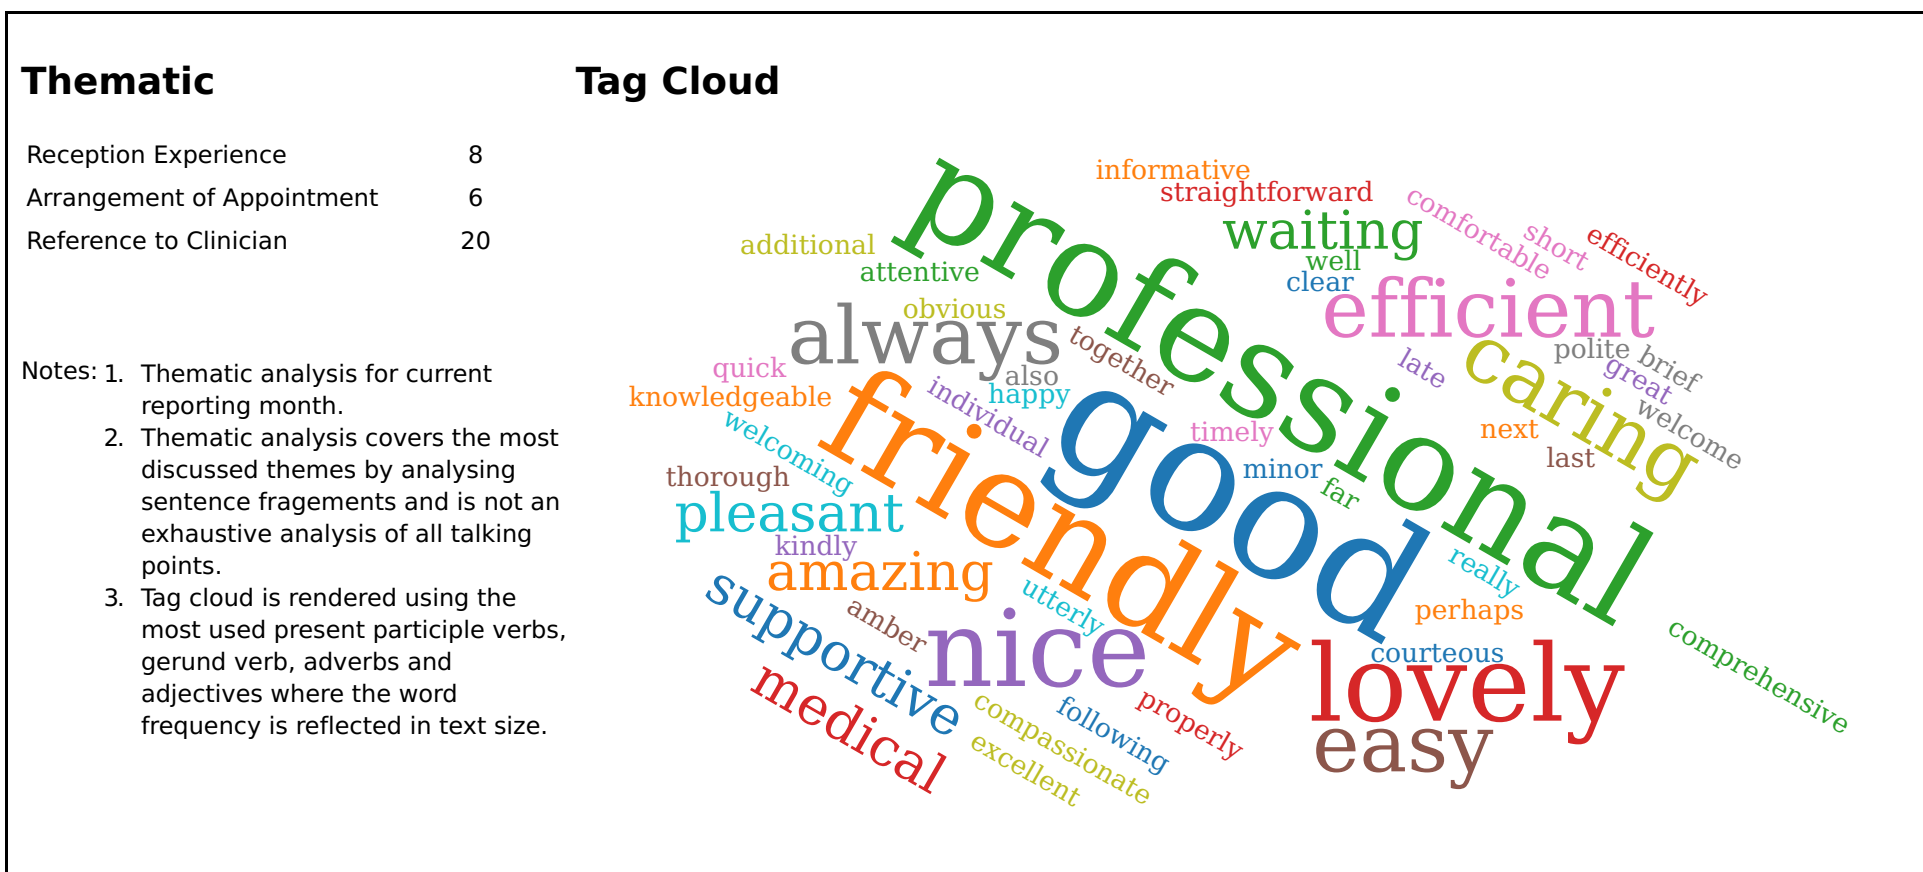 Thematic
Tag Cloud
Reception Experience 8
Arrangement of Appointment 6
Reference to Clinician 20
Notes: 1. Thematic analysis for current
reporting month.
2. Thematic analysis covers the most
discussed themes by analysing
sentence fragements and is not an
exhaustive analysis of all talking
points.
3. Tag cloud is rendered using the
most used present participle verbs,
gerund verb, adverbs and
adjectives where the word
frequency is reflected in text size.
informative
straightforward
professional
waiting
comfortable
short
efficiently
additional
attentive
well
clear
efficient
obvious
always
together
polite
brief
late
great
caring
quick
also
happy
knowledgeable
individual
welcoming
friendly
good
timely
next
welcome
last
minor
far
thorough
pleasant
kindly
amazing
really
supportive
amber
utterly
nice
perhaps
courteous
lovely
comprehensive
medical
compassionate
following
properly
easy
excellent